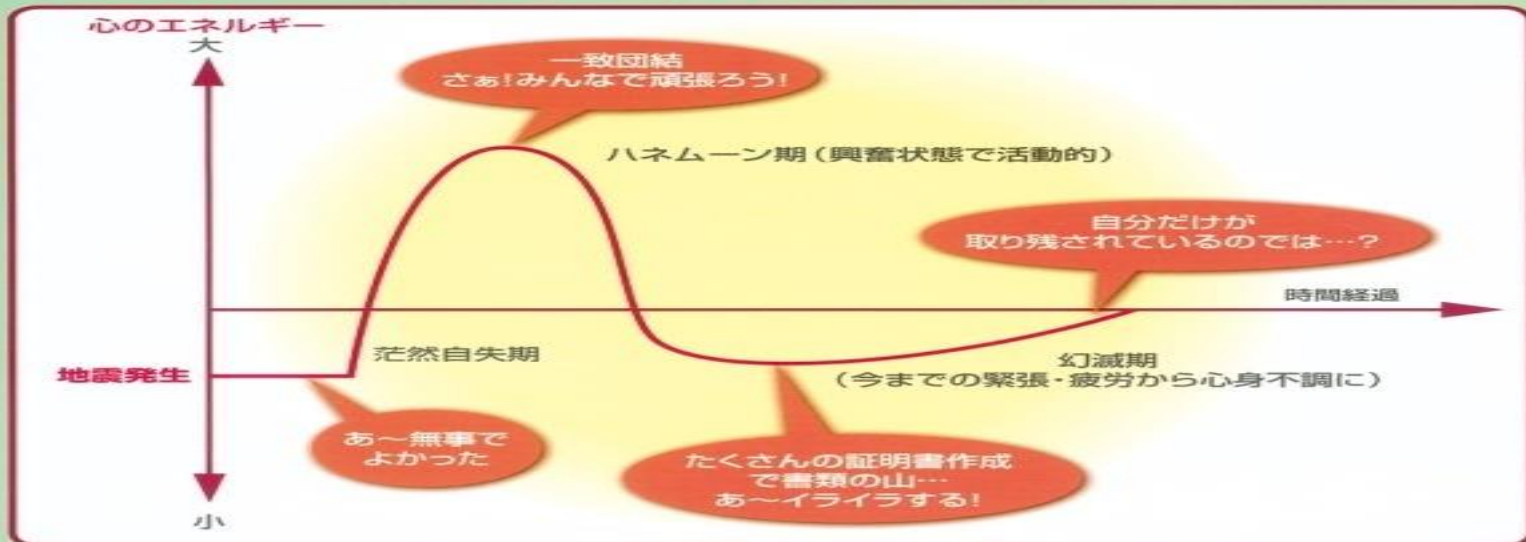 心のエネルギー
大
一致団結
さぁ!みんなで頑張ろう!
ハネムーン期(興奮状態で活動的)
自分だけが
取り残されているのでは…?
時間経過
茫然自失期
地震発生
幻滅期
(今までの緊張・疲労から心身不調に)
あ〜無事で
よかった
たくさんの証明書作成
で書類の山…
あ〜イライラする!
小